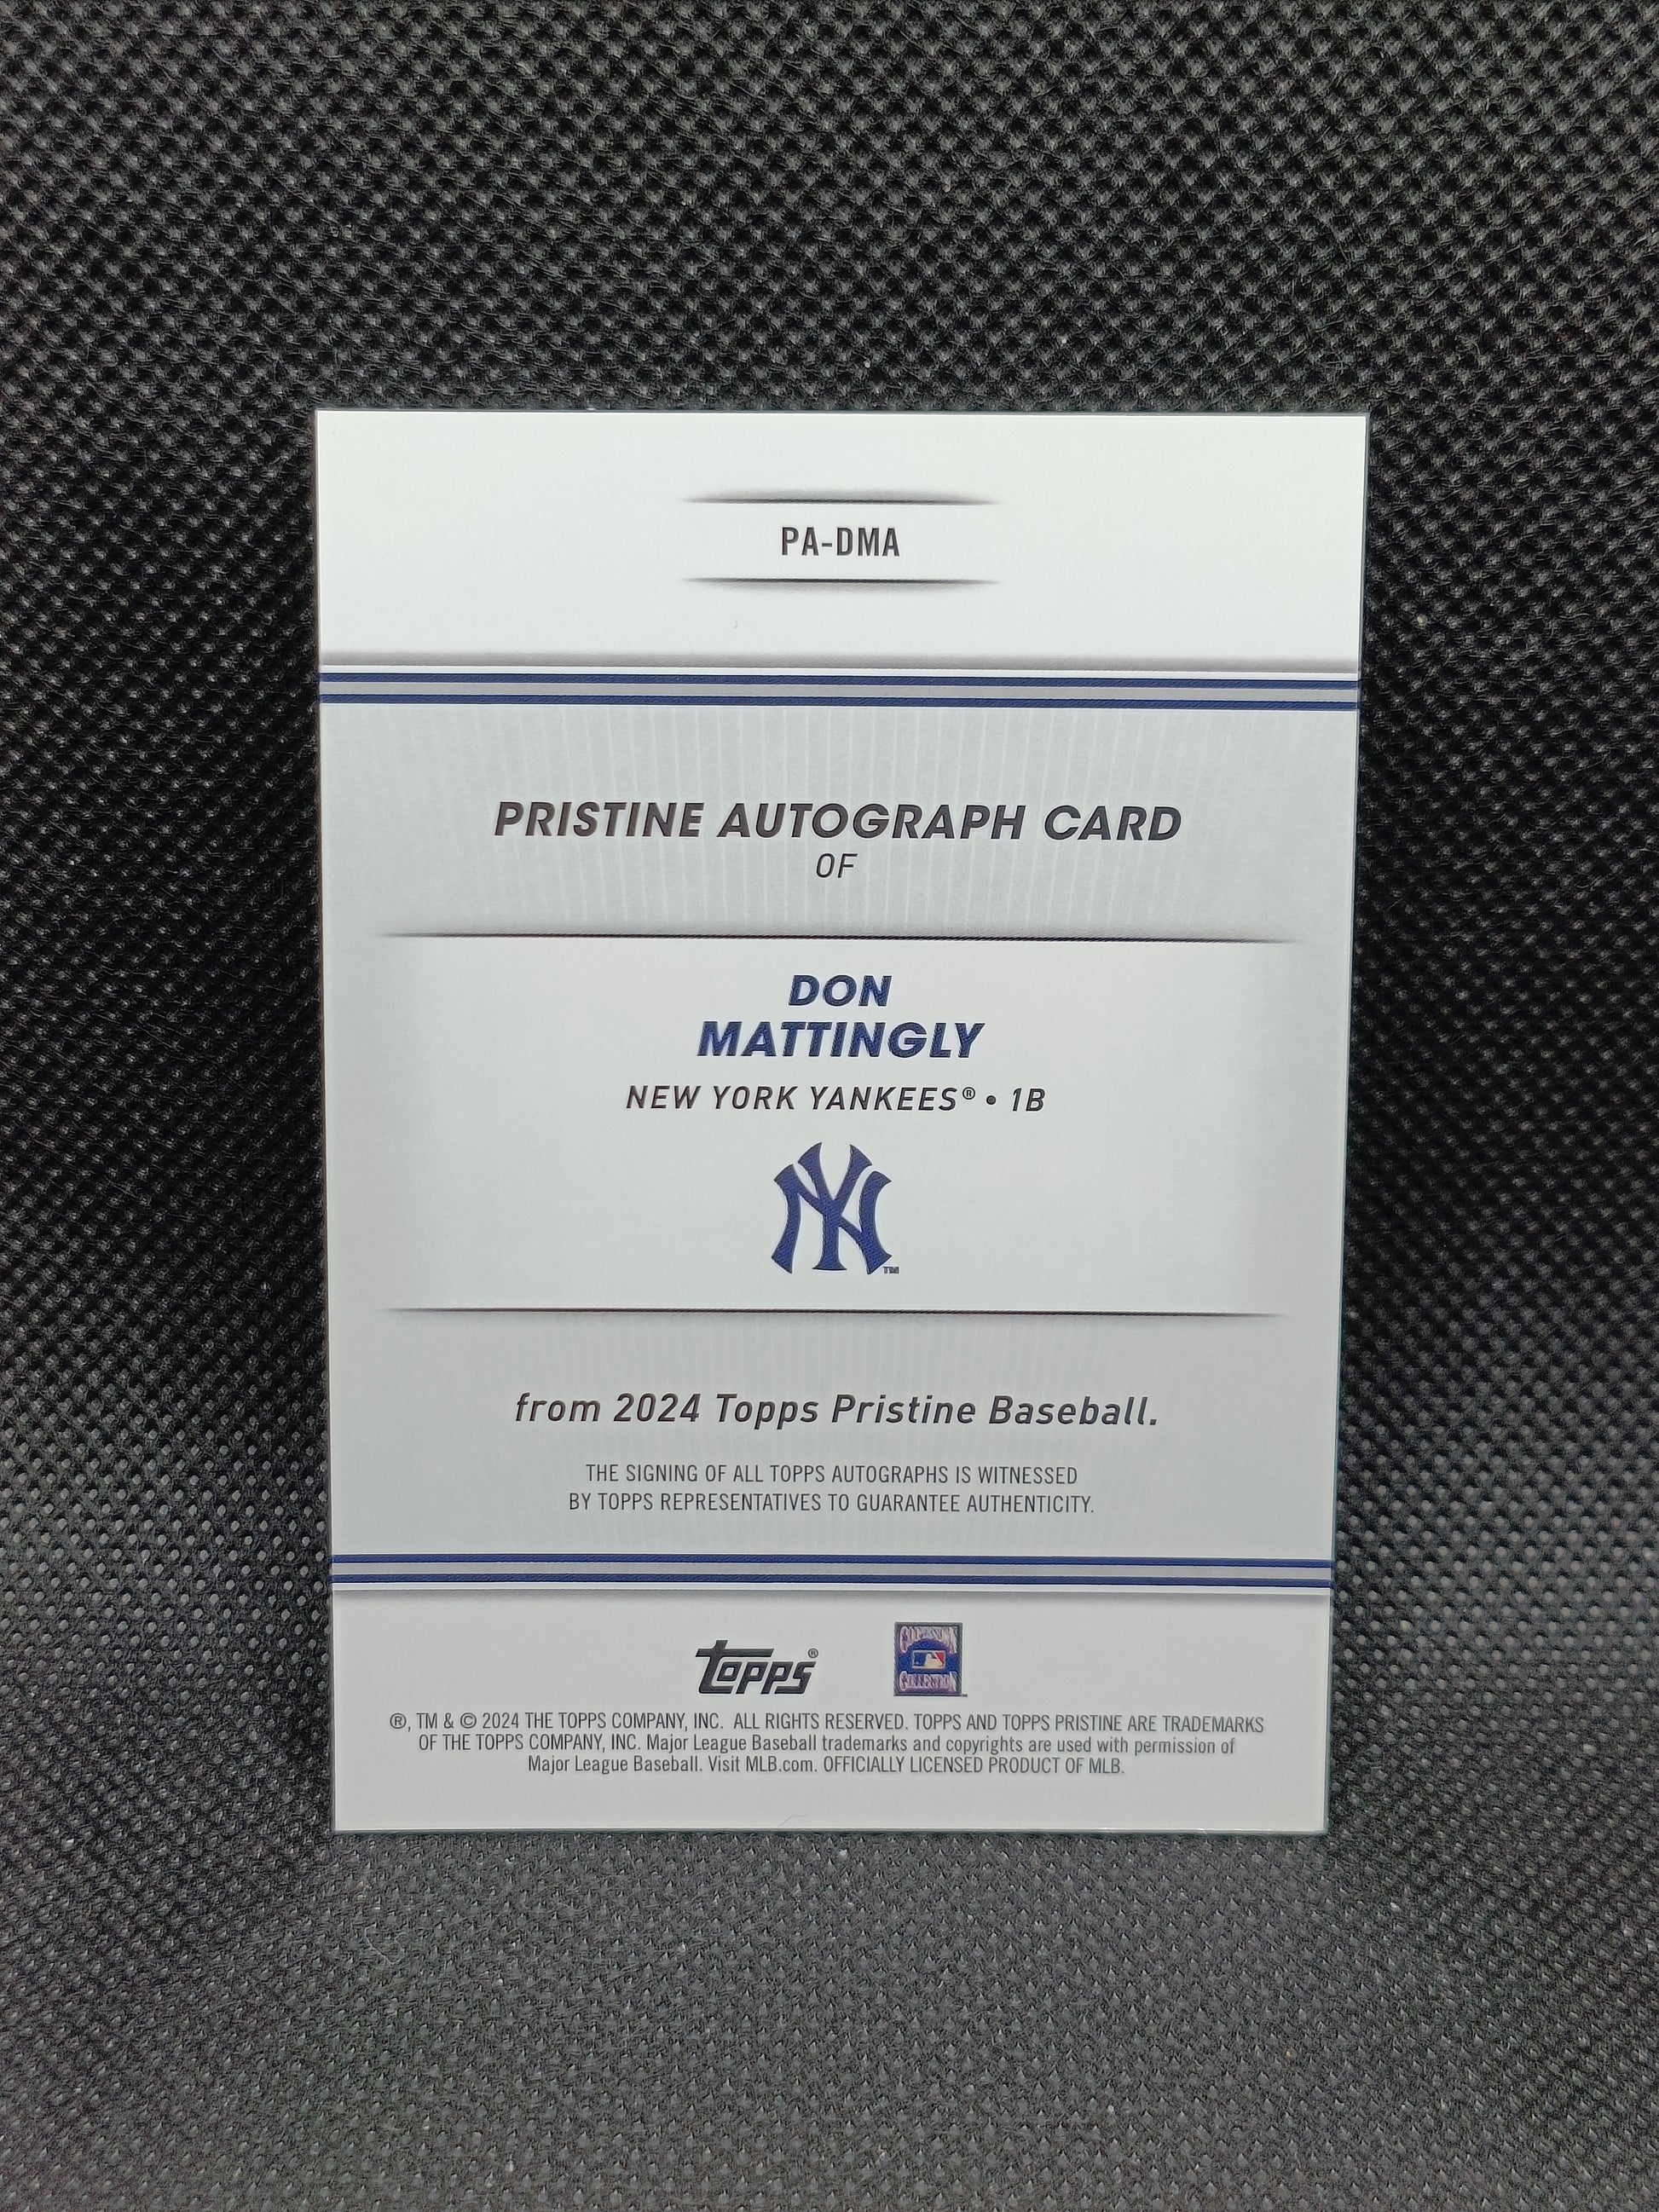 PA-DMA
PRISTINE AUTOGRAPH CARD
OF
DON
MATTINGLY
NEW YORK YANKEES® • 1B
NY™
from 2024 Topps Pristine Baseball.
THE SIGNING OF ALL TOPPS AUTOGRAPHS IS WITNESSED
BY TOPPS REPRESENTATIVES TO GUARANTEE AUTHENTICITY.
topps® COOPERSTOWN COLLECTION
®, TM & © 2024 THE TOPPS COMPANY, INC. ALL RIGHTS RESERVED. TOPPS AND TOPPS PRISTINE ARE TRADEMARKS
OF THE TOPPS COMPANY, INC. Major League Baseball trademarks and copyrights are used with permission of
Major League Baseball. Visit MLB.com. OFFICIALLY LICENSED PRODUCT OF MLB.